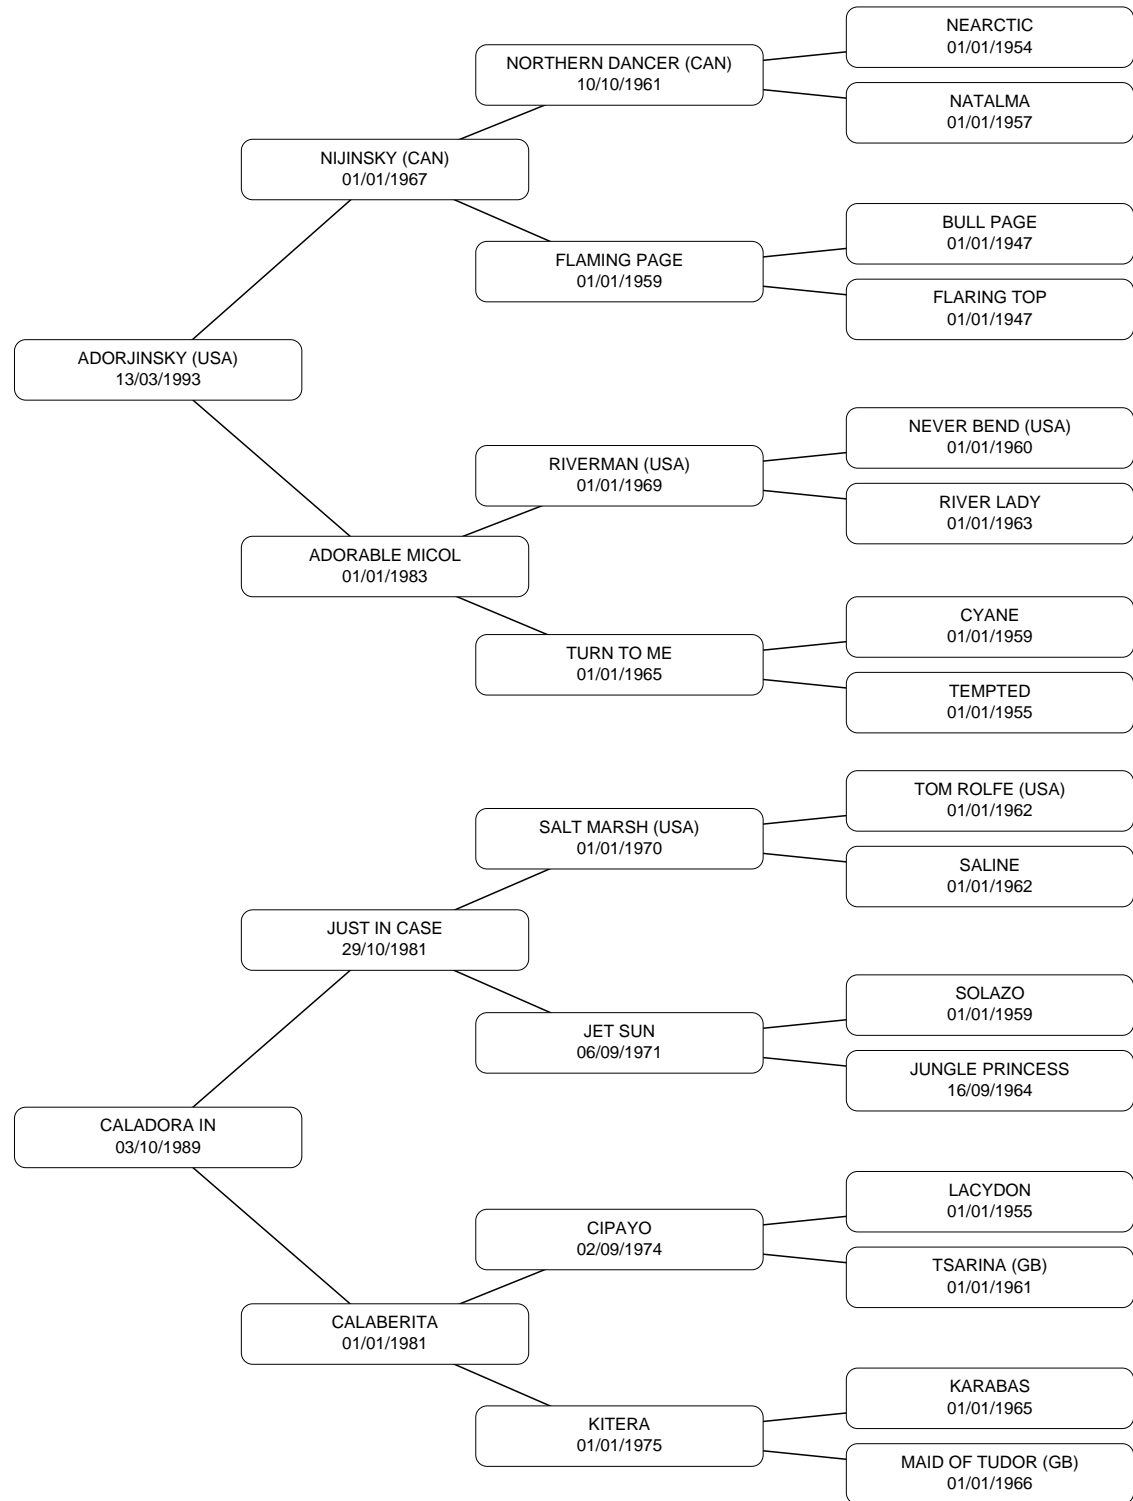 NEARCTIC
01/01/1954
NORTHERN DANCER (CAN)
10/10/1961
NATALMA
01/01/1957
NIJINSKY (CAN)
01/01/1967
BULL PAGE
01/01/1947
FLAMING PAGE
01/01/1959
FLARING TOP
01/01/1947
ADORJINSKY (USA)
13/03/1993
NEVER BEND (USA)
01/01/1960
RIVERMAN (USA)
01/01/1969
RIVER LADY
01/01/1963
ADORABLE MICOL
01/01/1983
CYANE
01/01/1959
TURN TO ME
01/01/1965
TEMPTED
01/01/1955
TOM ROLFE (USA)
01/01/1962
SALT MARSH (USA)
01/01/1970
SALINE
01/01/1962
JUST IN CASE
29/10/1981
SOLAZO
01/01/1959
JET SUN
06/09/1971
JUNGLE PRINCESS
16/09/1964
CALADORA IN
03/10/1989
LACYDON
01/01/1955
CIPAYO
02/09/1974
TSARINA (GB)
01/01/1961
CALABERITA
01/01/1981
KARABAS
01/01/1965
KITERA
01/01/1975
MAID OF TUDOR (GB)
01/01/1966